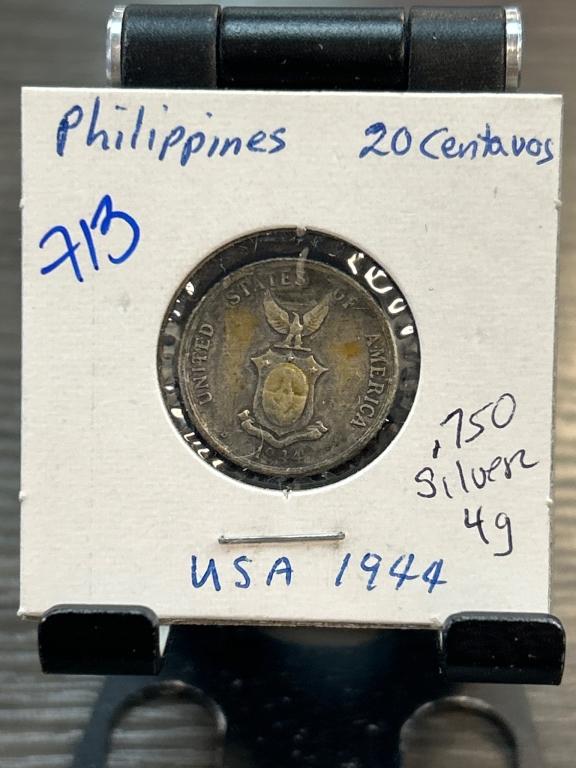 Philippines 20 Centavos
713
UNITED STATES OF AMERICA
.750
Silver
4g
USA 1944